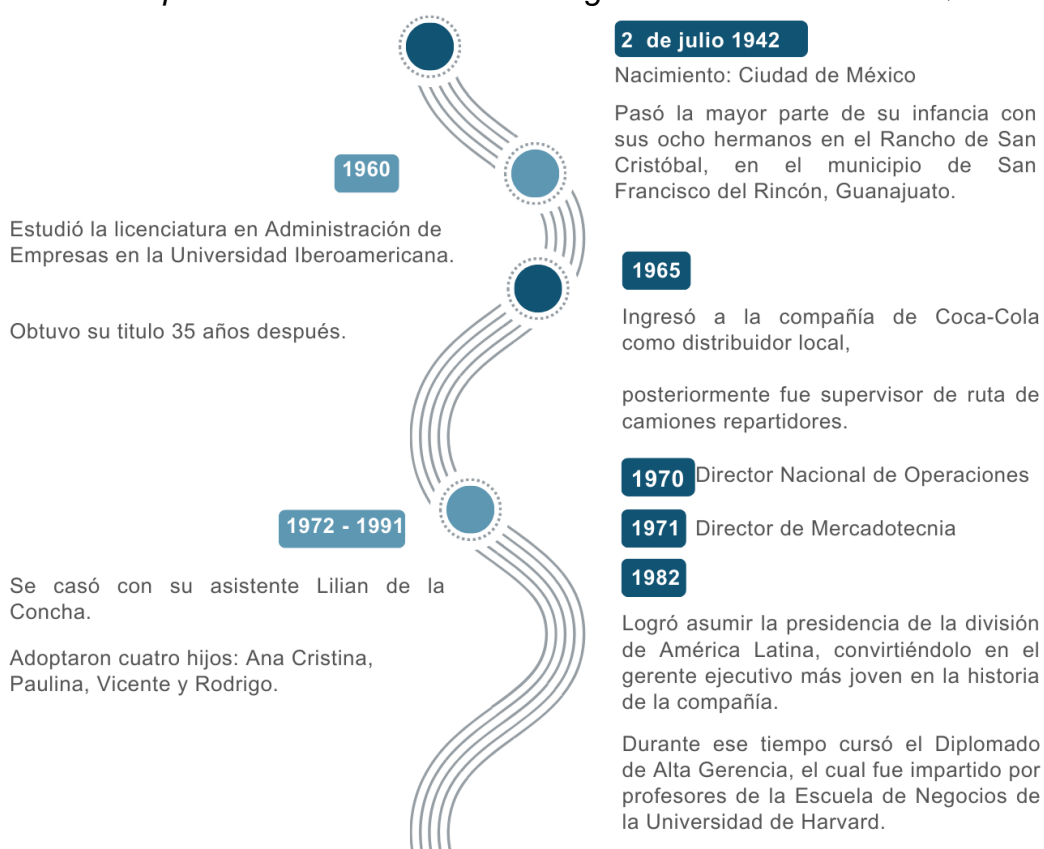 2 de julio 1942
Nacimiento: Ciudad de México
Pasó la mayor parte de su infancia con
sus ocho hermanos en el Rancho de San
Cristóbal, en el municipio de San
Francisco del Rincón, Guanajuato.
1960
Estudió la licenciatura en Administración de
Empresas en la Universidad Iberoamericana.
Obtuvo su titulo 35 años después.
1965
Ingresó a la compañía de Coca-Cola
como distribuidor local,
posteriormente fue supervisor de ruta de
camiones repartidores.
1970 Director Nacional de Operaciones
1971 Director de Mercadotecnia
1972 - 1991
Se casó con su asistente Lilian de la
Concha.
Adoptaron cuatro hijos: Ana Cristina,
Paulina, Vicente y Rodrigo.
1982
Logró asumir la presidencia de la división
de América Latina, convirtiéndolo en el
gerente ejecutivo más joven en la historia
de la compañía.
Durante ese tiempo cursó el Diplomado
de Alta Gerencia, el cual fue impartido por
profesores de la Escuela de Negocios de
la Universidad de Harvard.